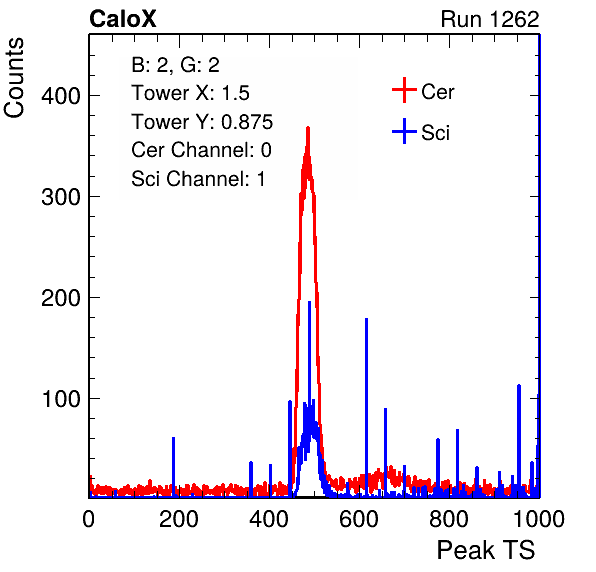 CaloX Run 1262
Counts
B: 2, G: 2
Tower X: 1.5
Tower Y: 0.875
Cer Channel: 0
Sci Channel: 1
Cer
Sci
400
300
200
100
0 200 400 600 800 1000
Peak TS